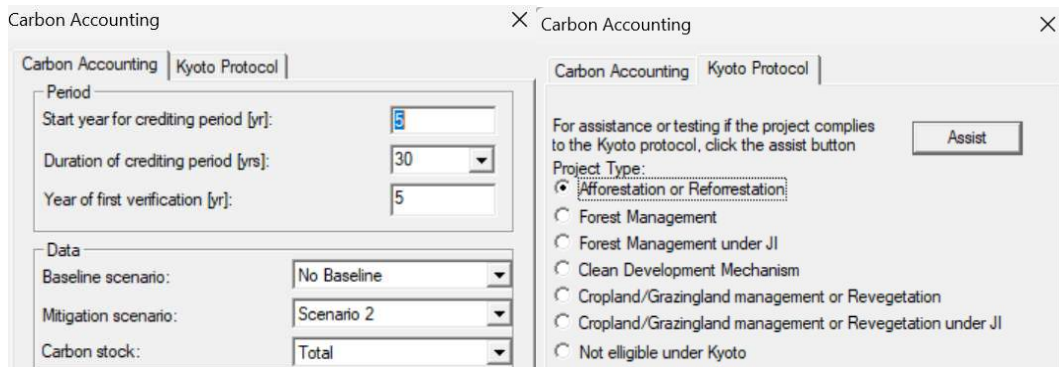 Carbon Accounting
Carbon Accounting Kyoto Protocol
Period
Start year for crediting period [yr]: 5
Duration of crediting period [yrs]: 30
Year of first verification [yr]: 5
Data
Baseline scenario: No Baseline
Mitigation scenario: Scenario 2
Carbon stock: Total
Carbon Accounting
Carbon Accounting Kyoto Protocol
For assistance or testing if the project complies
to the Kyoto protocol, click the assist button
Assist
Project Type:
Afforestation or Reforrestation
Forest Management
Forest Management under JI
Clean Development Mechanism
Cropland/Grazingland management or Revegetation
Cropland/Grazingland management or Revegetation under JI
Not elligible under Kyoto